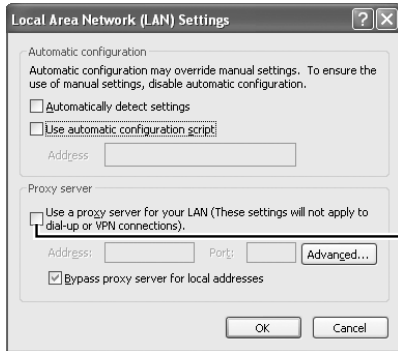 Local Area Network (LAN) Settings
Automatic configuration
Automatic configuration may override manual settings. To ensure the
use of manual settings, disable automatic configuration.
Automatically detect settings
Use automatic configuration script
Address
Proxy server
Use a proxy server for your LAN (These settings will not apply to
dial-up or VPN connections).
Address: Port: Advanced...
Bypass proxy server for local addresses
OK Cancel